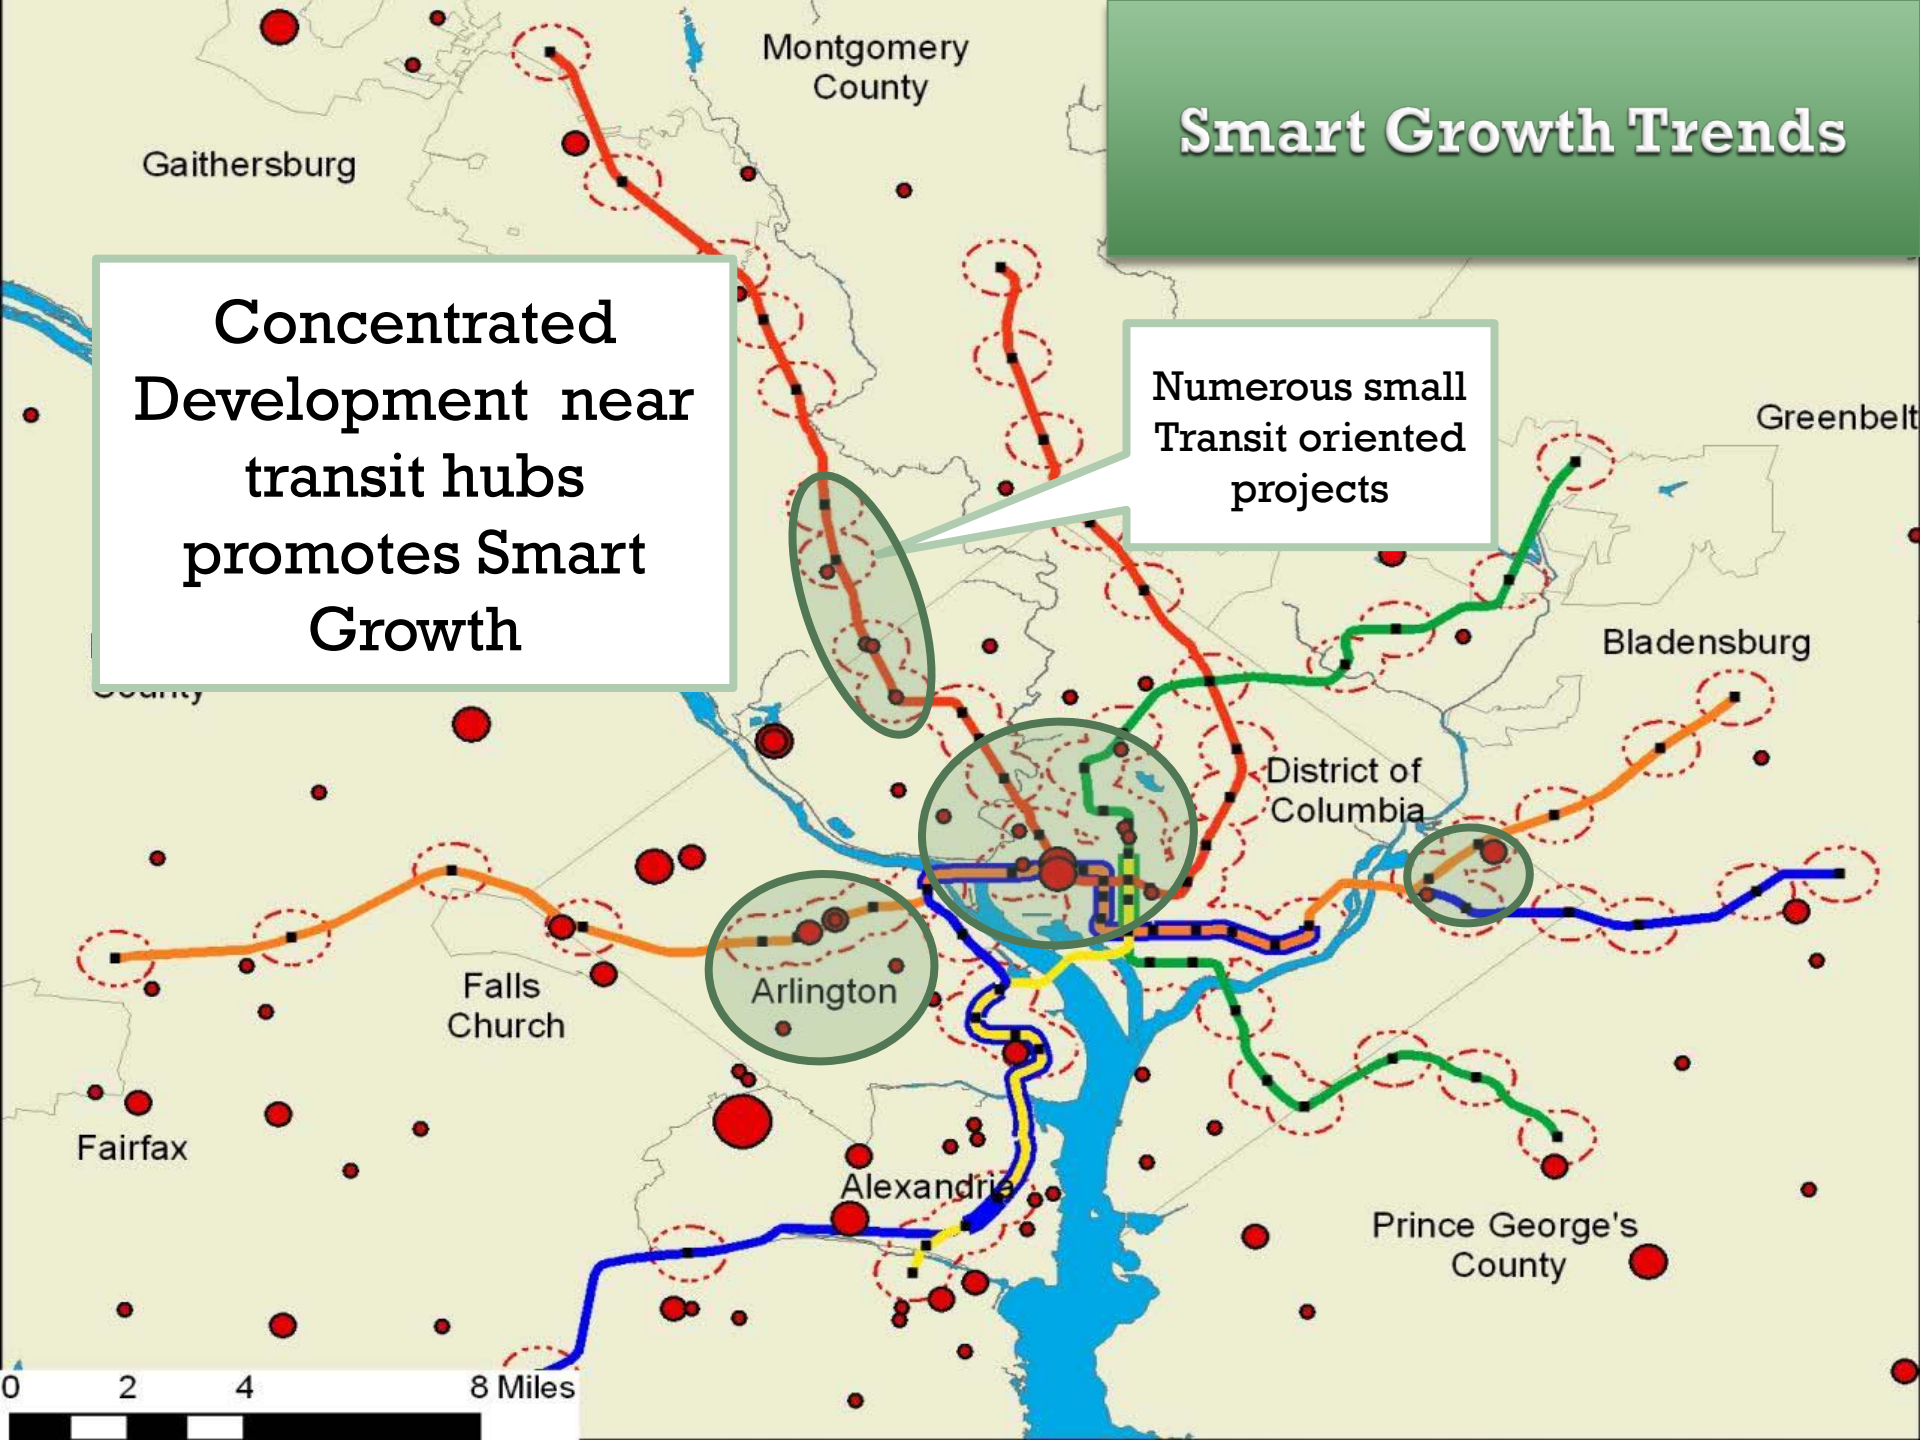 Montgomery
County
Smart Growth Trends
Gaithersburg
Concentrated
Development near
transit hubs
promotes Smart
Growth
Numerous small
Transit oriented
projects
Greenbelt
Bladensburg
County
District of
Columbia
Falls
Church
Arlington
Fairfax
Alexandria
Prince George's
County
0 2 4 8 Miles